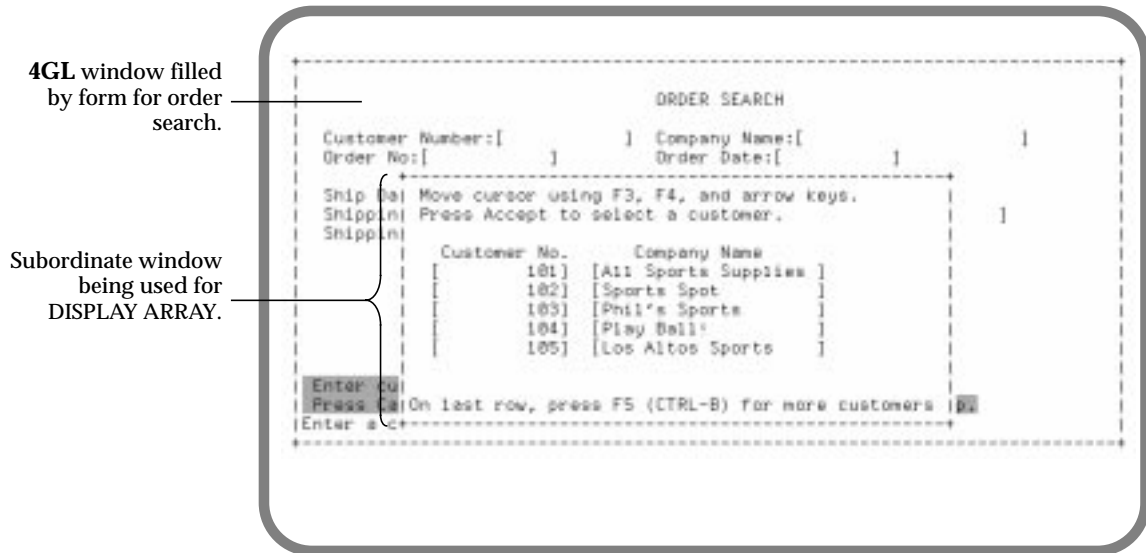 4GL window filled
by form for order
search.
Subordinate window
being used for
DISPLAY ARRAY.
ORDER SEARCH
Customer Number:[ ] Company Name:[ ]
Order No:[ ] Order Date:[ ]
Ship Da
Shippin ]
Shippin
Move cursor using F3, F4, and arrow keys.
Press Accept to select a customer.
Customer No. Company Name
[ 101] [All Sports Supplies ]
[ 102] [Sports Spot ]
[ 103] [Phil's Sports ]
[ 104] [Play Ball! ]
[ 105] [Los Altos Sports ]
On last row, press F5 (CTRL-B) for more customers
Enter cu
Press Ca p.
Enter a c